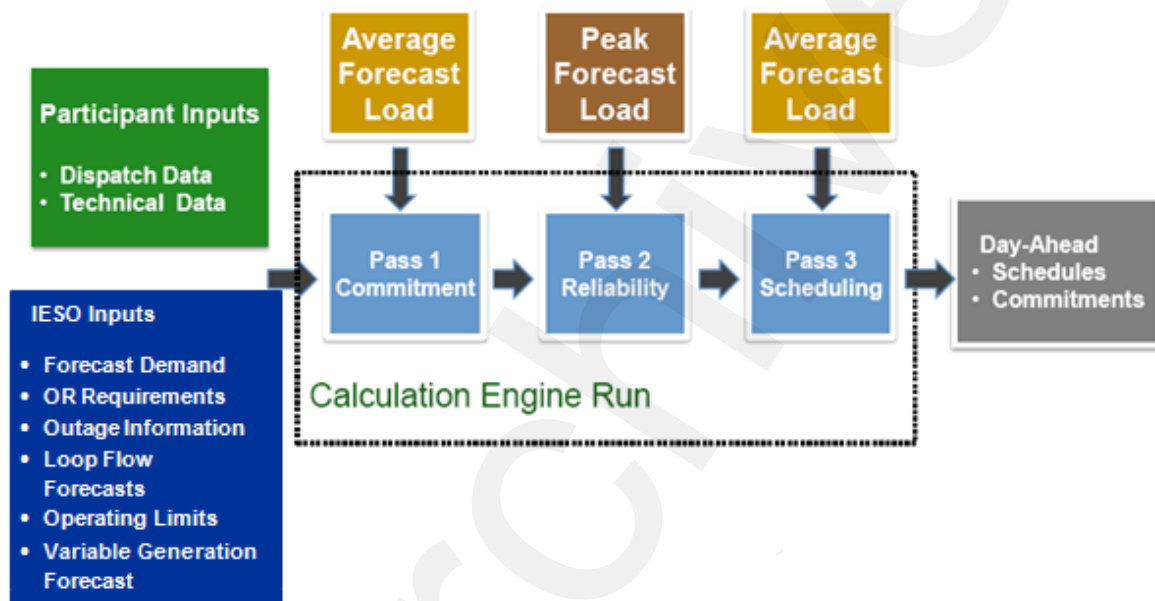 Average
Forecast
Load
Peak
Forecast
Load
Average
Forecast
Load
Participant Inputs
• Dispatch Data
• Technical Data
Pass 1
Commitment
Pass 2
Reliability
Pass 3
Scheduling
Day-Ahead
• Schedules
• Commitments
IESO Inputs
• Forecast Demand
• OR Requirements
• Outage Information
• Loop Flow
Forecasts
• Operating Limits
• Variable Generation
Forecast
Calculation Engine Run